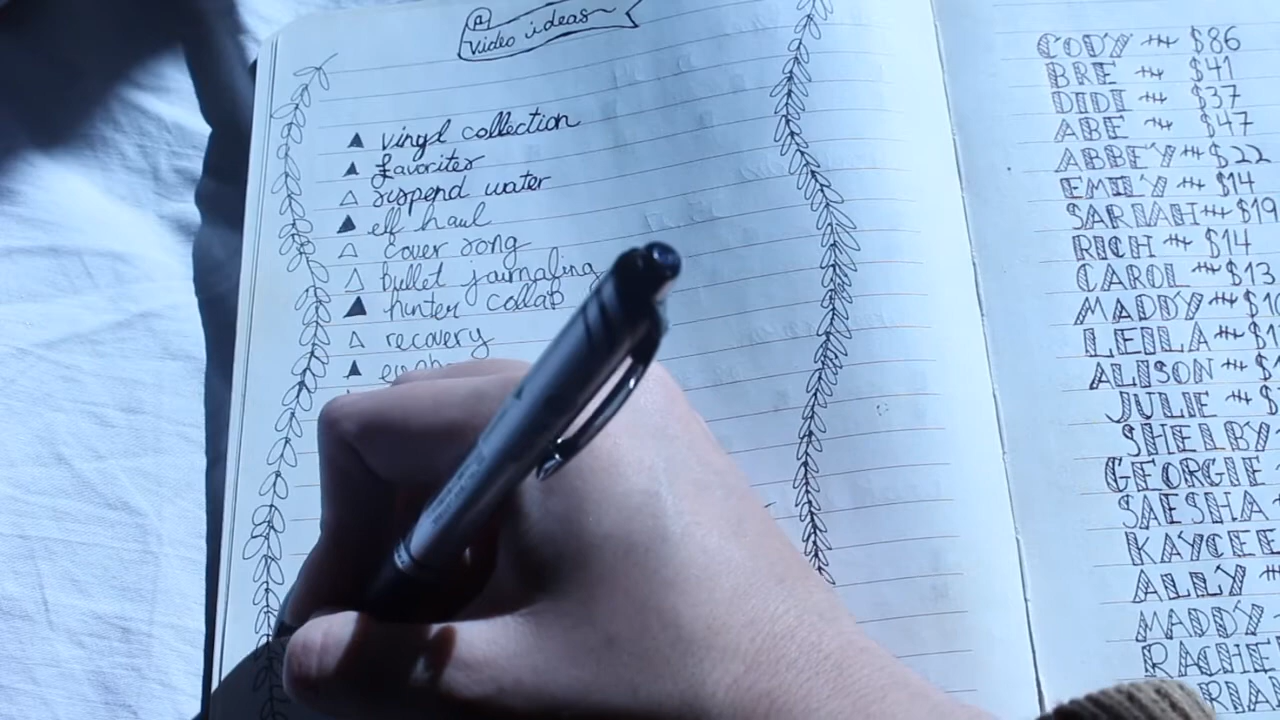 Video ideas
vinyl collection
favorites
suspend water
elf haul
cover song
bullet journaling
hunter collab
recovery
CODY $86
BRE $41
DIDI $37
ABE $47
ABBEY $22
EMILY $14
SARIAH $19
RICH $14
CAROL $13
MADDY
LEILA
ALISON
JULIE $
SHELBY
GEORGIE
SAESHA
KAYCEE
ALLY
MADDY